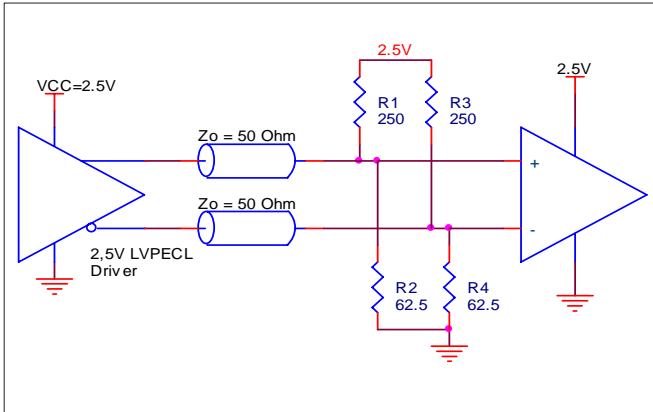 2.5V
VCC=2.5V
2.5V
R1
250
R3
250
Zo = 50 Ohm
+
Zo = 50 Ohm
-
2,5V LVPECL
Driver
R2
62.5
R4
62.5